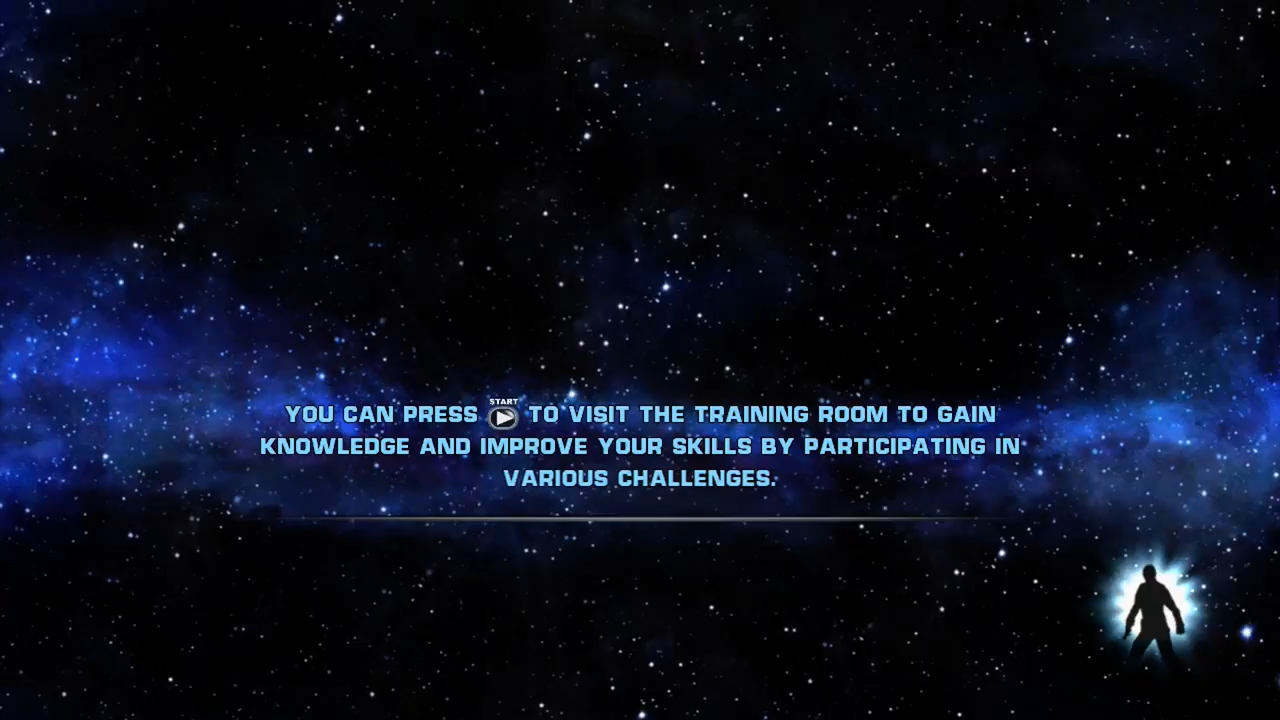 START
YOU CAN PRESS TO VISIT THE TRAINING ROOM TO GAIN
KNOWLEDGE AND IMPROVE YOUR SKILLS BY PARTICIPATING IN
VARIOUS CHALLENGES.